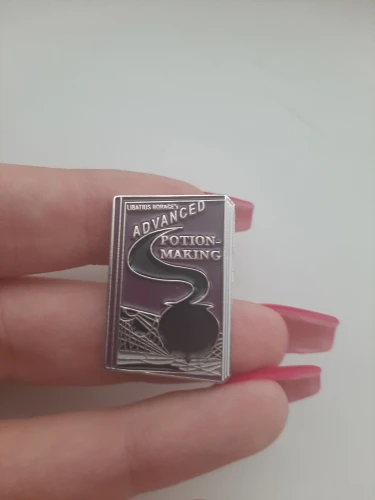 LIBATIUS BORAGE'S
ADVANCED
POTION-
MAKING